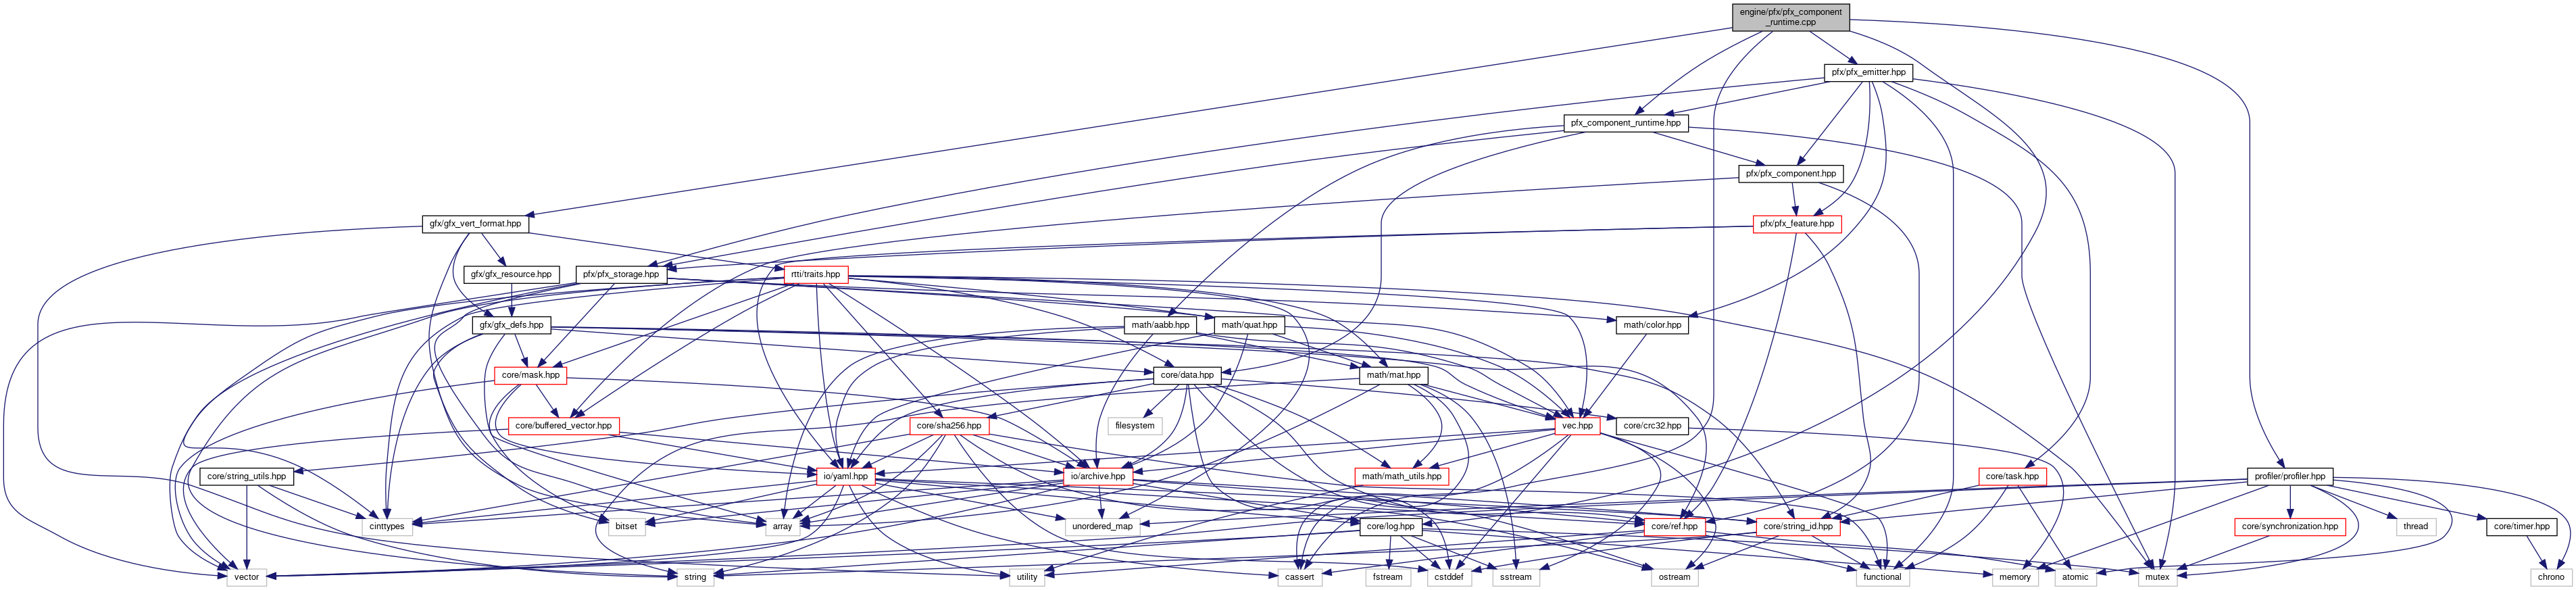 engine/pfx/pfx_component
_runtime.cpp
pfx/pfx_emitter.hpp
pfx_component_runtime.hpp
pfx/pfx_component.hpp
gfx/gfx_vert_format.hpp
pfx/pfx_feature.hpp
gfx/gfx_resource.hpp
pfx/pfx_storage.hpp
rtti/traits.hpp
gfx/gfx_defs.hpp
math/aabb.hpp
math/quat.hpp
math/color.hpp
core/mask.hpp
core/data.hpp
math/mat.hpp
core/buffered_vector.hpp
core/sha256.hpp
filesystem
vec.hpp
core/crc32.hpp
core/string_utils.hpp
io/yaml.hpp
io/archive.hpp
math/math_utils.hpp
core/task.hpp
profiler/profiler.hpp
cinttypes
bitset
array
unordered_map
core/log.hpp
core/ref.hpp
core/string_id.hpp
core/synchronization.hpp
thread
core/timer.hpp
vector
string
utility
cassert
fstream
cstddef
sstream
ostream
functional
memory
atomic
mutex
chrono